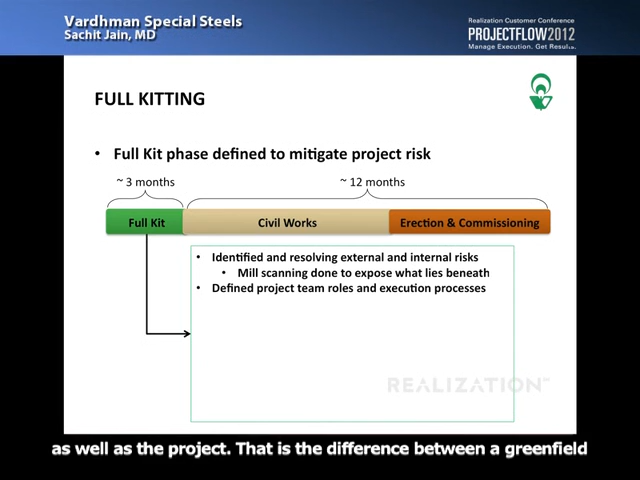 Vardhman Special Steels
Sachit Jain, MD
Realization Customer Conference
PROJECTFLOW2012
Manage Execution. Get Results.
FULL KITTING
• Full Kit phase defined to mitigate project risk
~ 3 months
~ 12 months
Full Kit
Civil Works
Erection & Commissioning
• Identified and resolving external and internal risks
• Mill scanning done to expose what lies beneath
• Defined project team roles and execution processes
REALIZATION™
as well as the project. That is the difference between a greenfield